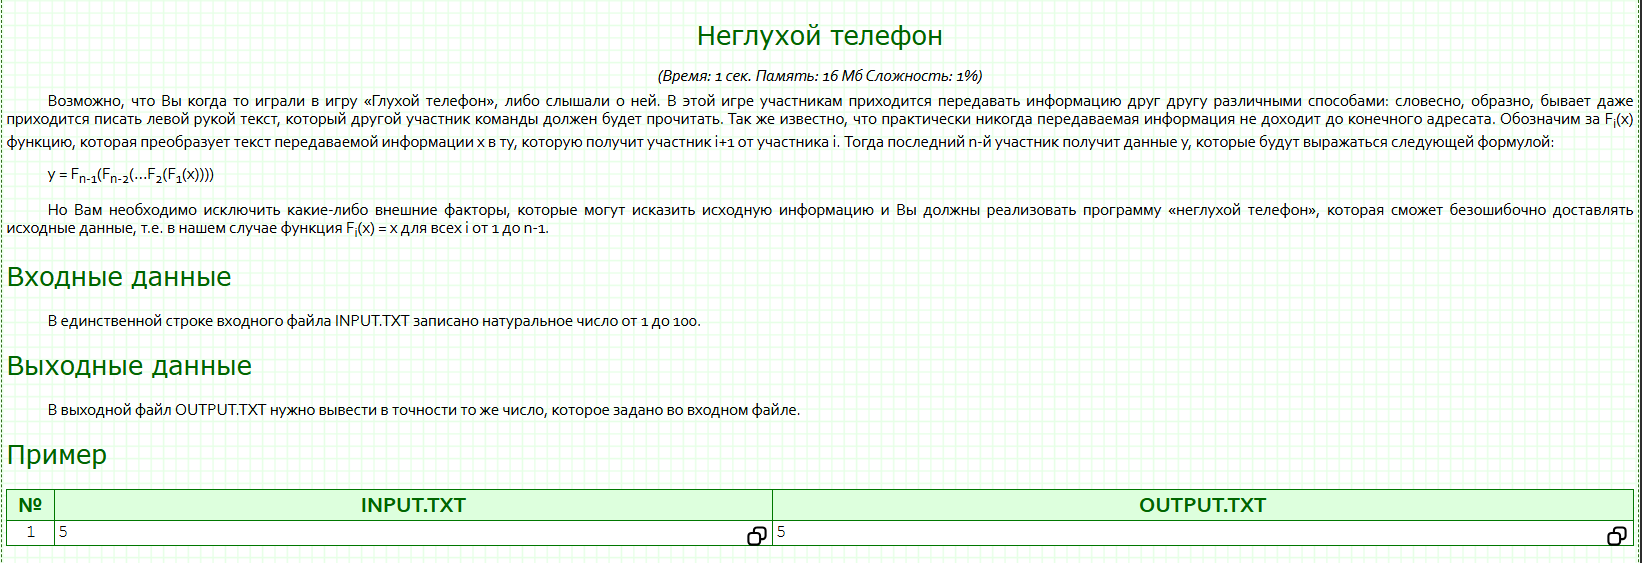 Неглухой телефон
(Время: 1 сек. Память: 16 Мб Сложность: 1%)
Возможно, что Вы когда то играли в игру «Глухой телефон», либо слышали о ней. В этой игре участникам приходится передавать информацию друг другу различными способами: словесно, образно, бывает даже
приходится писать левой рукой текст, который другой участник команды должен будет прочитать. Так же известно, что практически никогда передаваемая информация не доходит до конечного адресата. Обозначим за Fi(x)
функцию, которая преобразует текст передаваемой информации x в ту, которую получит участник i+1 от участника i. Тогда последний n-й участник получит данные y, которые будут выражаться следующей формулой:
y = Fn-1(Fn-2(…F2(F1(x))))
Но Вам необходимо исключить какие-либо внешние факторы, которые могут исказить исходную информацию и Вы должны реализовать программу «неглухой телефон», которая сможет безошибочно доставлять
исходные данные, т.е. в нашем случае функция Fi(x) = x для всех i от 1 до n-1.
Входные данные
В единственной строке входного файла INPUT.TXT записано натуральное число от 1 до 100.
Выходные данные
В выходной файл OUTPUT.TXT нужно вывести в точности то же число, которое задано во входном файле.
Пример
№ INPUT.TXT OUTPUT.TXT
1 5 5